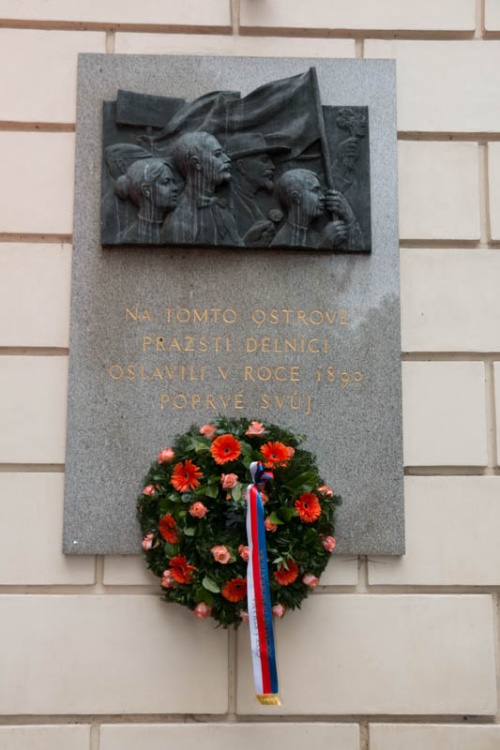 NA TOMTO OSTROVĚ
PRAŽŠTÍ DĚLNÍCI
OSLAVILI V ROCE 1890
POPRVÉ SVŮJ